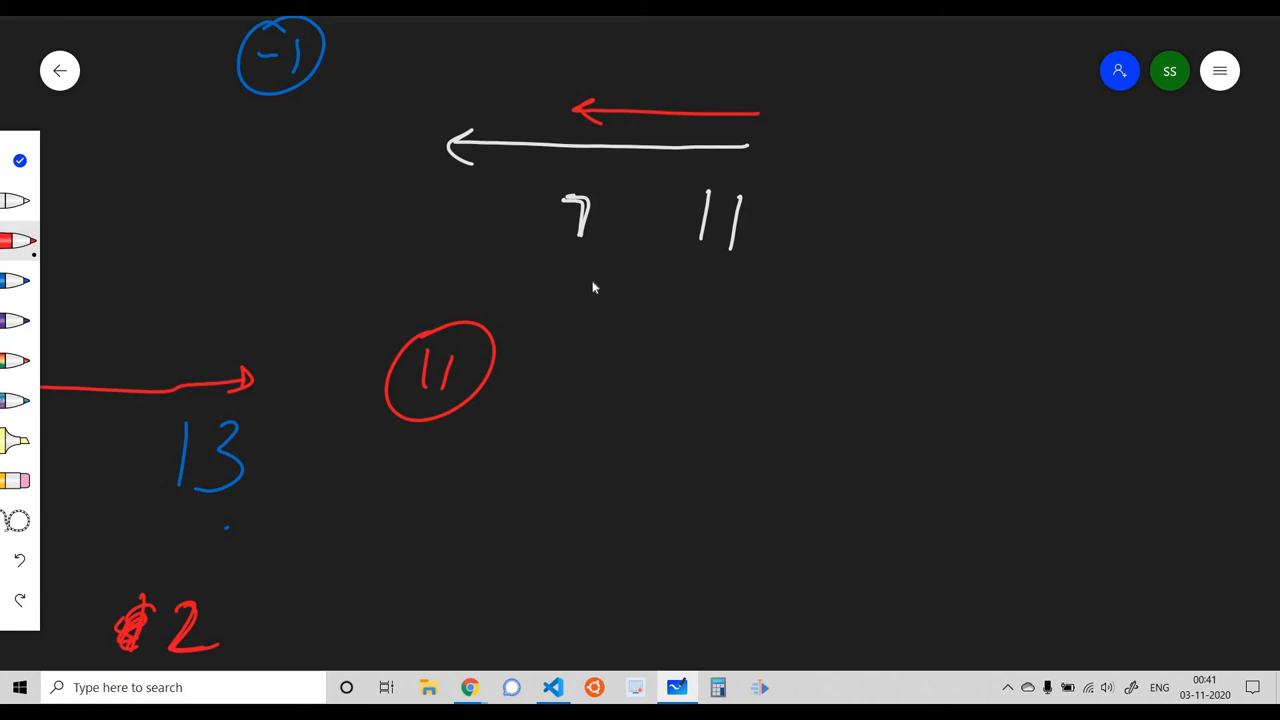 -1
SS
7 11
11
13
2
Type here to search
ENG
00:41
03-11-2020